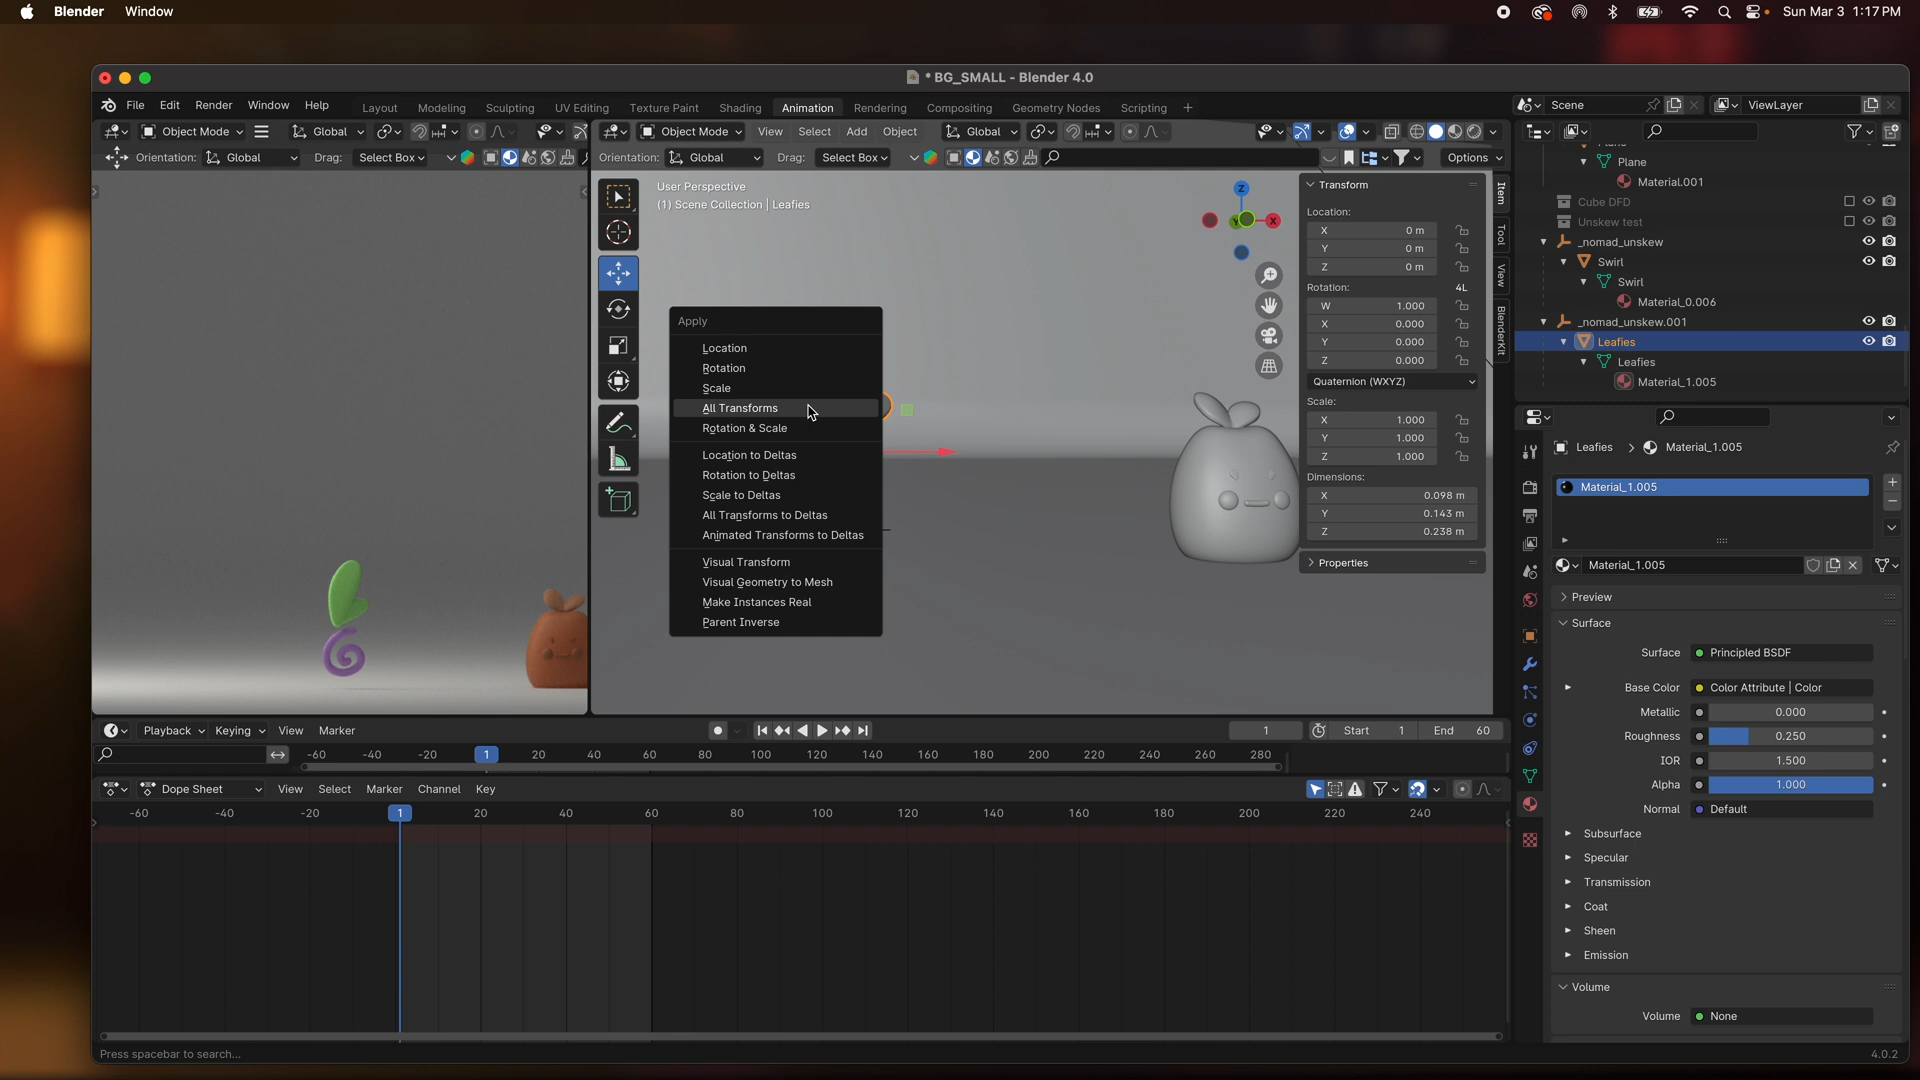 Blender Window Sun Mar 3 1:17 PM
* BG_SMALL - Blender 4.0
File Edit Render Window Help Layout Modeling Sculpting UV Editing Texture Paint Shading Animation Rendering Compositing Geometry Nodes Scripting + Scene ViewLayer
Object Mode Global Object Mode View Select Add Object Global
Orientation: Global Drag: Select Box Orientation: Global Drag: Select Box Options
User Perspective
(1) Scene Collection | Leafies
Z
X
Y
Apply
Location
Rotation
Scale
All Transforms
Rotation & Scale
Location to Deltas
Rotation to Deltas
Scale to Deltas
All Transforms to Deltas
Animated Transforms to Deltas
Visual Transform
Visual Geometry to Mesh
Make Instances Real
Parent Inverse
Transform
Location:
X 0 m
Y 0 m
Z 0 m
Rotation: 4L
W 1.000
X 0.000
Y 0.000
Z 0.000
Quaternion (WXYZ)
Scale:
X 1.000
Y 1.000
Z 1.000
Dimensions:
X 0.098 m
Y 0.143 m
Z 0.238 m
Properties
Item
Tool
View
BlenderKit
Plane
Material.001
Cube DFD
Unskew test
_nomad_unskew
Swirl
Swirl
Material_0.006
_nomad_unskew.001
Leafies
Leafies
Material_1.005
Leafies Material_1.005
Material_1.005
Material_1.005
Preview
Surface
Surface Principled BSDF
Base Color Color Attribute | Color
Metallic 0.000
Roughness 0.250
IOR 1.500
Alpha 1.000
Normal Default
Subsurface
Specular
Transmission
Coat
Sheen
Emission
Volume
Volume None
Playback Keying View Marker 1 Start 1 End 60
-60 -40 -20 1 20 40 60 80 100 120 140 160 180 200 220 240 260 280
Dope Sheet View Select Marker Channel Key
-60 -40 -20 1 20 40 60 80 100 120 140 160 180 200 220 240
Press spacebar to search... 4.0.2